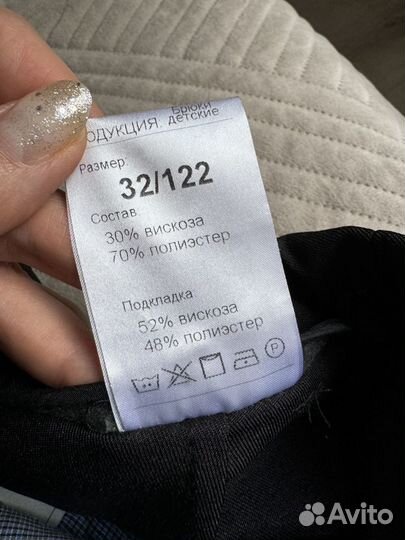 ОДУКЦИЯ. Брюки
детские
Размер
32/122
Состав
30% вискоза
70% полиэстер
Подкладка
52% вискоза
48% полиэстер
P
Avito